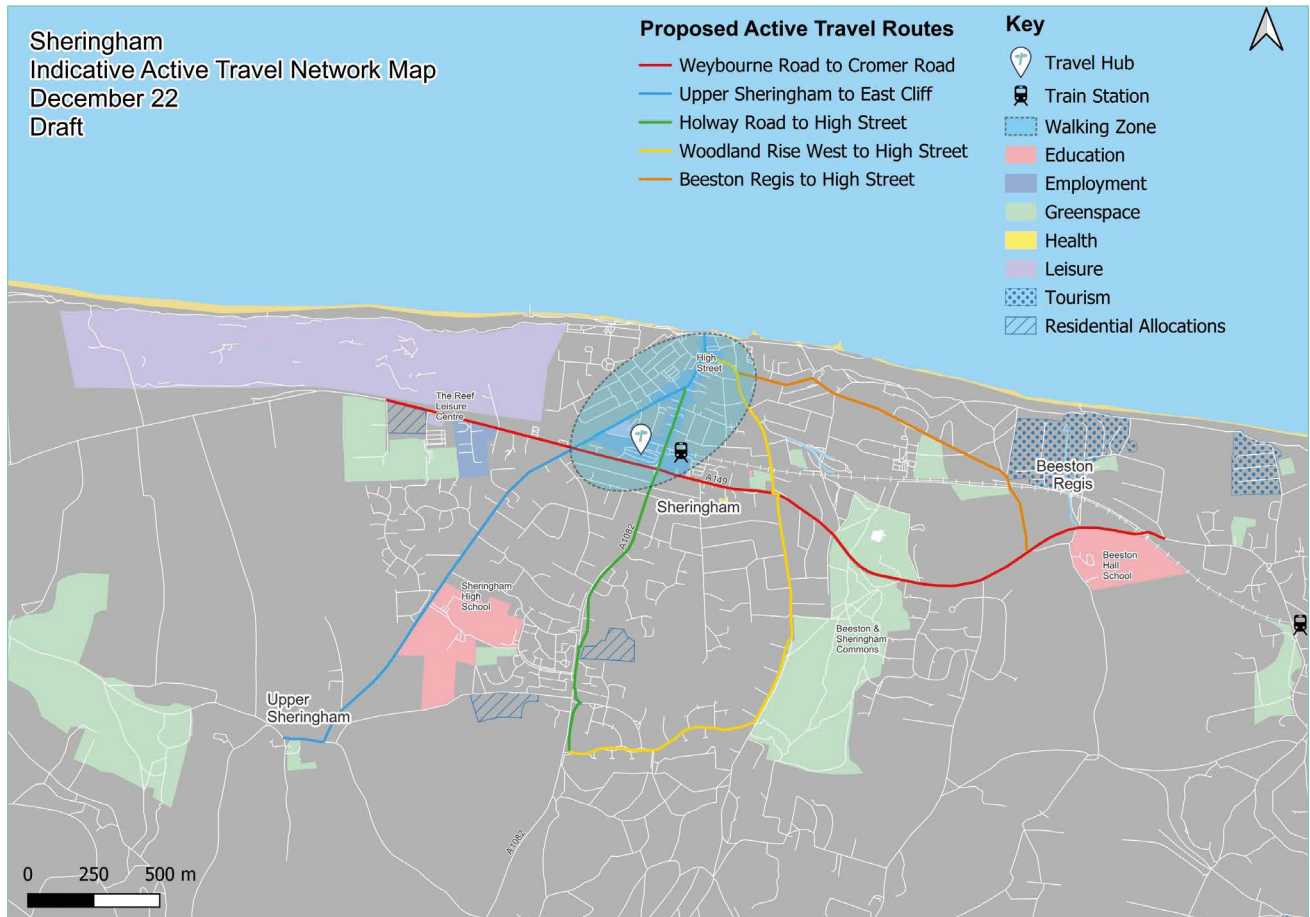 Sheringham
Indicative Active Travel Network Map
December 22
Draft
Proposed Active Travel Routes
Weybourne Road to Cromer Road
Upper Sheringham to East Cliff
Holway Road to High Street
Woodland Rise West to High Street
Beeston Regis to High Street
Key
Travel Hub
Train Station
Walking Zone
Education
Employment
Greenspace
Health
Leisure
Tourism
Residential Allocations
High
Street
The Reef
Leisure
Centre
Beeston
Regis
A149
Sheringham
A1082
Beeston
Hall
School
Sheringham
High
School
Beeston &
Sheringham
Commons
Upper
Sheringham
A1082
0 250 500 m